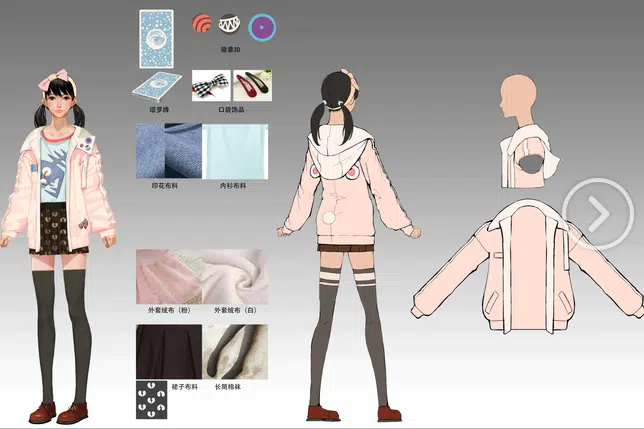 徽章扣
塔罗牌
口袋饰品
印花布料
内衫布料
外套绒布（粉）
外套绒布（白）
裙子布料
长筒棉袜